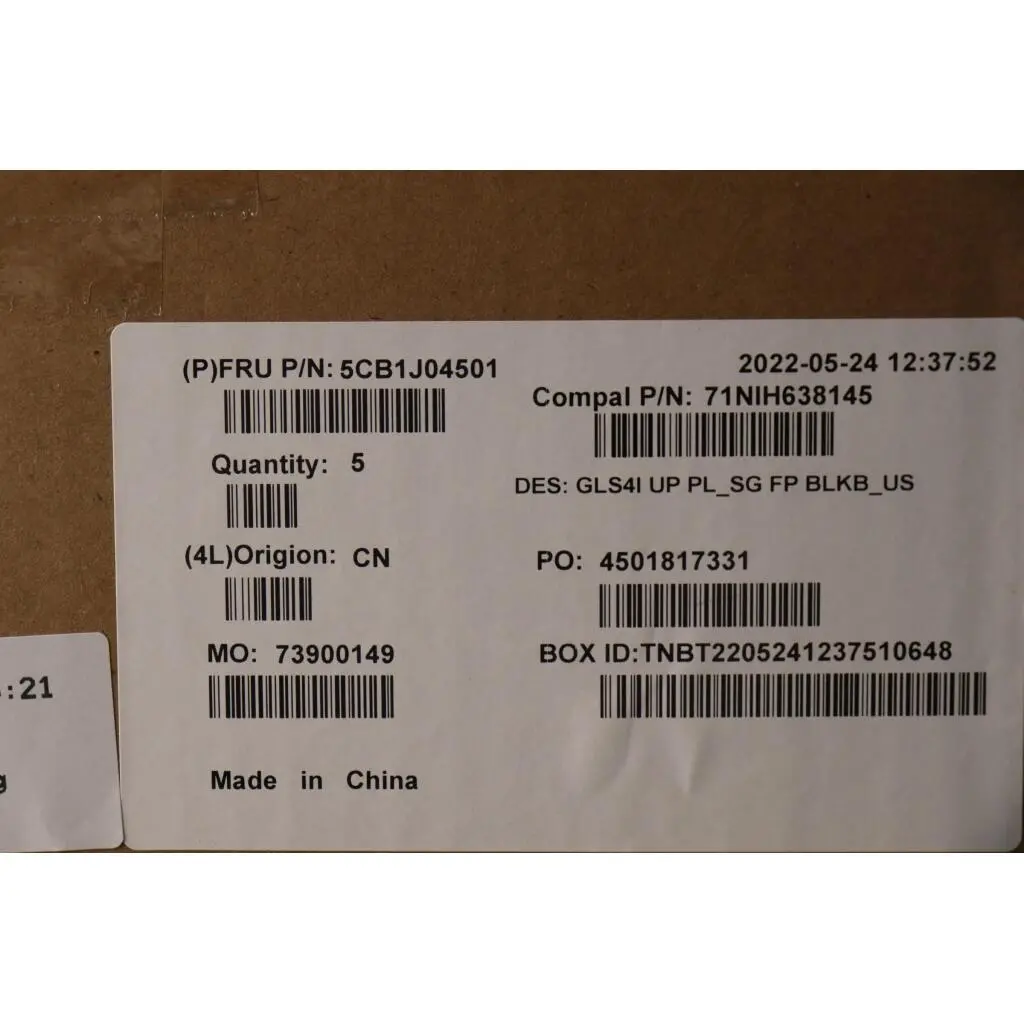 (P)FRU P/N: 5CB1J04501
2022-05-24 12:37:52
Compal P/N: 71NIH638145
Quantity: 5
DES: GLS4I UP PL_SG FP BLKB_US
(4L)Origion: CN
PO: 4501817331
MO: 73900149
BOX ID:TNBT2205241237510648
Made in China
:21
g